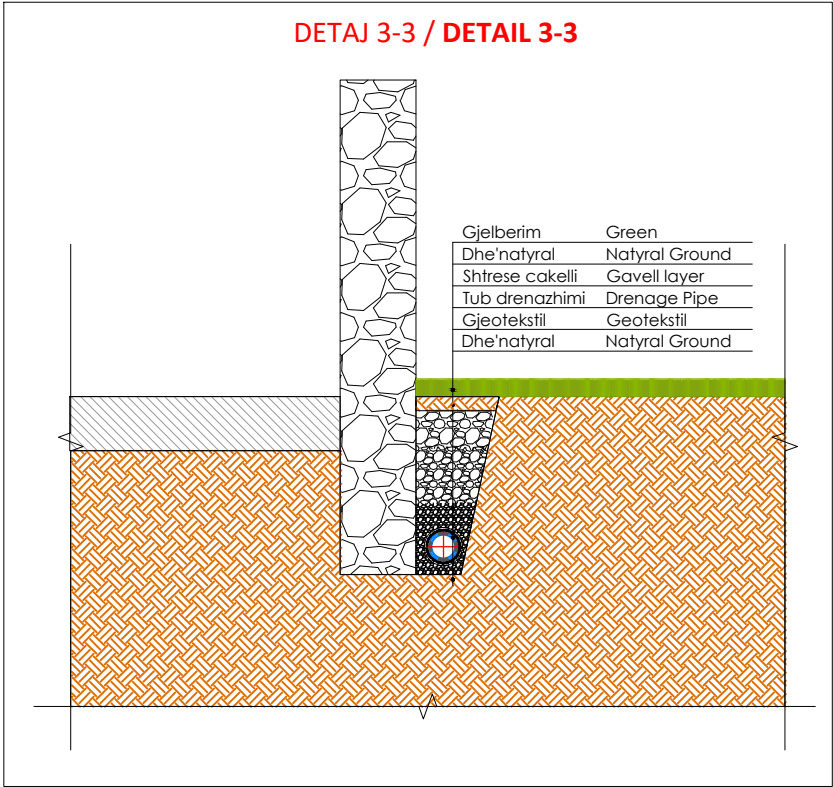 DETAJ 3-3 / DETAIL 3-3
Gjelberim Green
Dhe'natyral Natyral Ground
Shtrese cakelli Gavell layer
Tub drenazhimi Drenage Pipe
Gjeotekstil Geotekstil
Dhe'natyral Natyral Ground